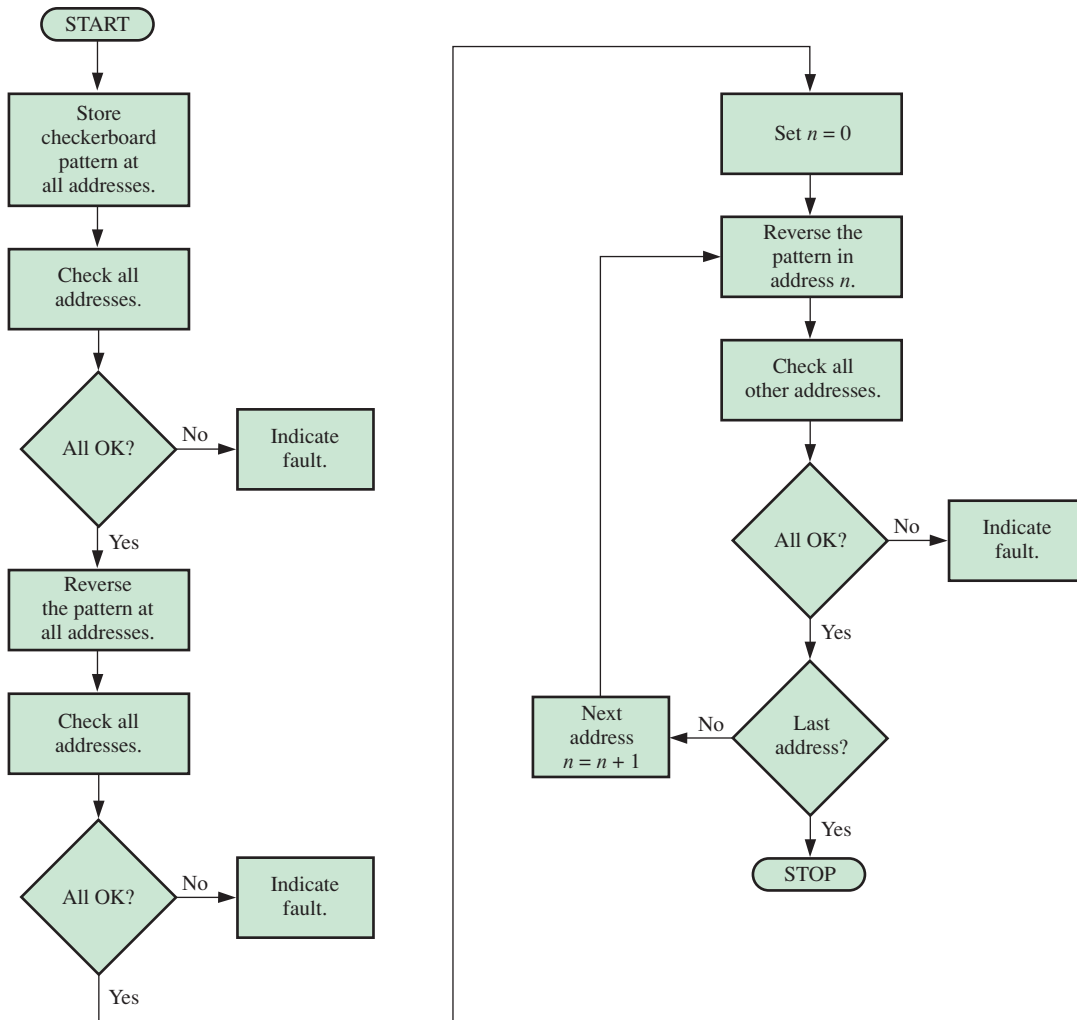 START
Store
checkerboard
pattern at
all addresses.
Check all
addresses.
All OK?
No
Indicate
fault.
Yes
Reverse
the pattern at
all addresses.
Check all
addresses.
All OK?
No
Indicate
fault.
Yes
Set n = 0
Reverse the
pattern in
address n.
Check all
other addresses.
All OK?
No
Indicate
fault.
Yes
Last
address?
No
Next
address
n = n + 1
Yes
STOP